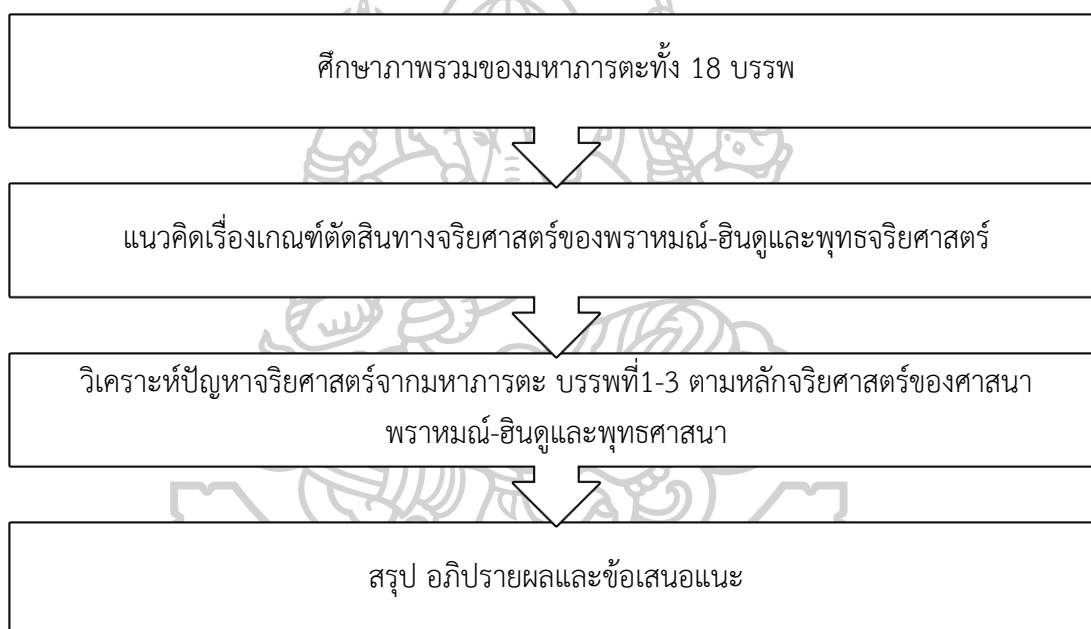 ศึกษาภาพรวมของมหาภารตะทั้ง 18 บรรพ
แนวคิดเรื่องเกณฑ์ตัดสินทางจริยศาสตร์ของพราหมณ์-ฮินดูและพุทธจริยศาสตร์
วิเคราะห์ปัญหาจริยศาสตร์จากมหาภารตะ บรรพที่1-3 ตามหลักจริยศาสตร์ของศาสนา
พราหมณ์-ฮินดูและพุทธศาสนา
สรุป อภิปรายผลและข้อเสนอแนะ